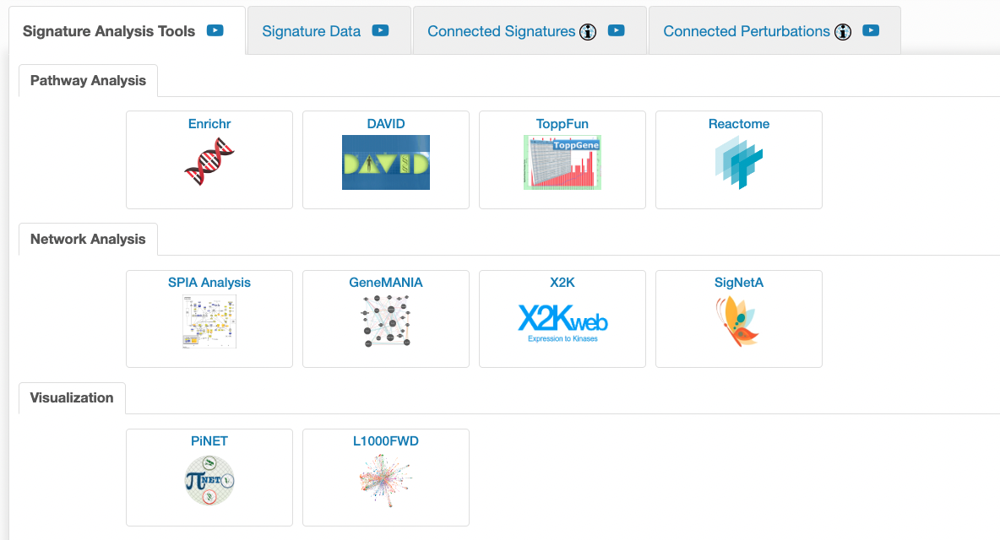 Signature Analysis Tools Signature Data Connected Signatures Connected Perturbations
Pathway Analysis
Enrichr DAVID ToppFun Reactome
DAVID ToppGene
Network Analysis
SPIA Analysis GeneMANIA X2K SigNetA
X2Kweb
Expression to Kinases
Visualization
PiNET L1000FWD
πNET